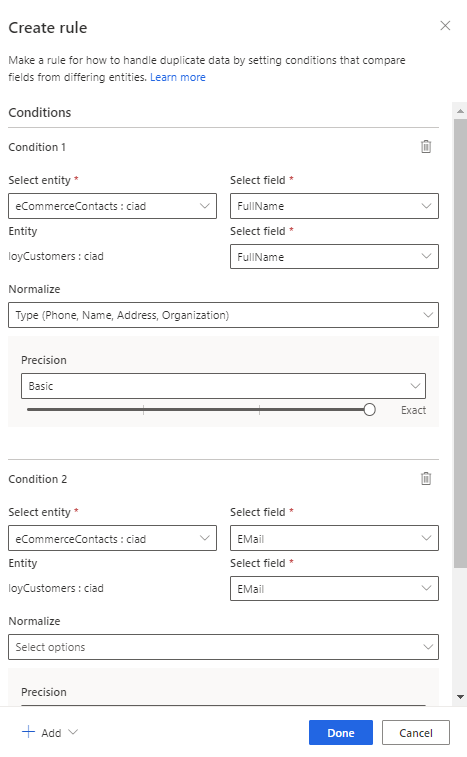 Create rule
Make a rule for how to handle duplicate data by setting conditions that compare
fields from differing entities. Learn more
Conditions
Condition 1
Select entity * Select field *
eCommerceContacts : ciad FullName
Entity Select field *
loyCustomers : ciad FullName
Normalize
Type (Phone, Name, Address, Organization)
Precision
Basic
Exact
Condition 2
Select entity * Select field *
eCommerceContacts : ciad EMail
Entity Select field *
loyCustomers : ciad EMail
Normalize
Select options
Precision
Add Done Cancel